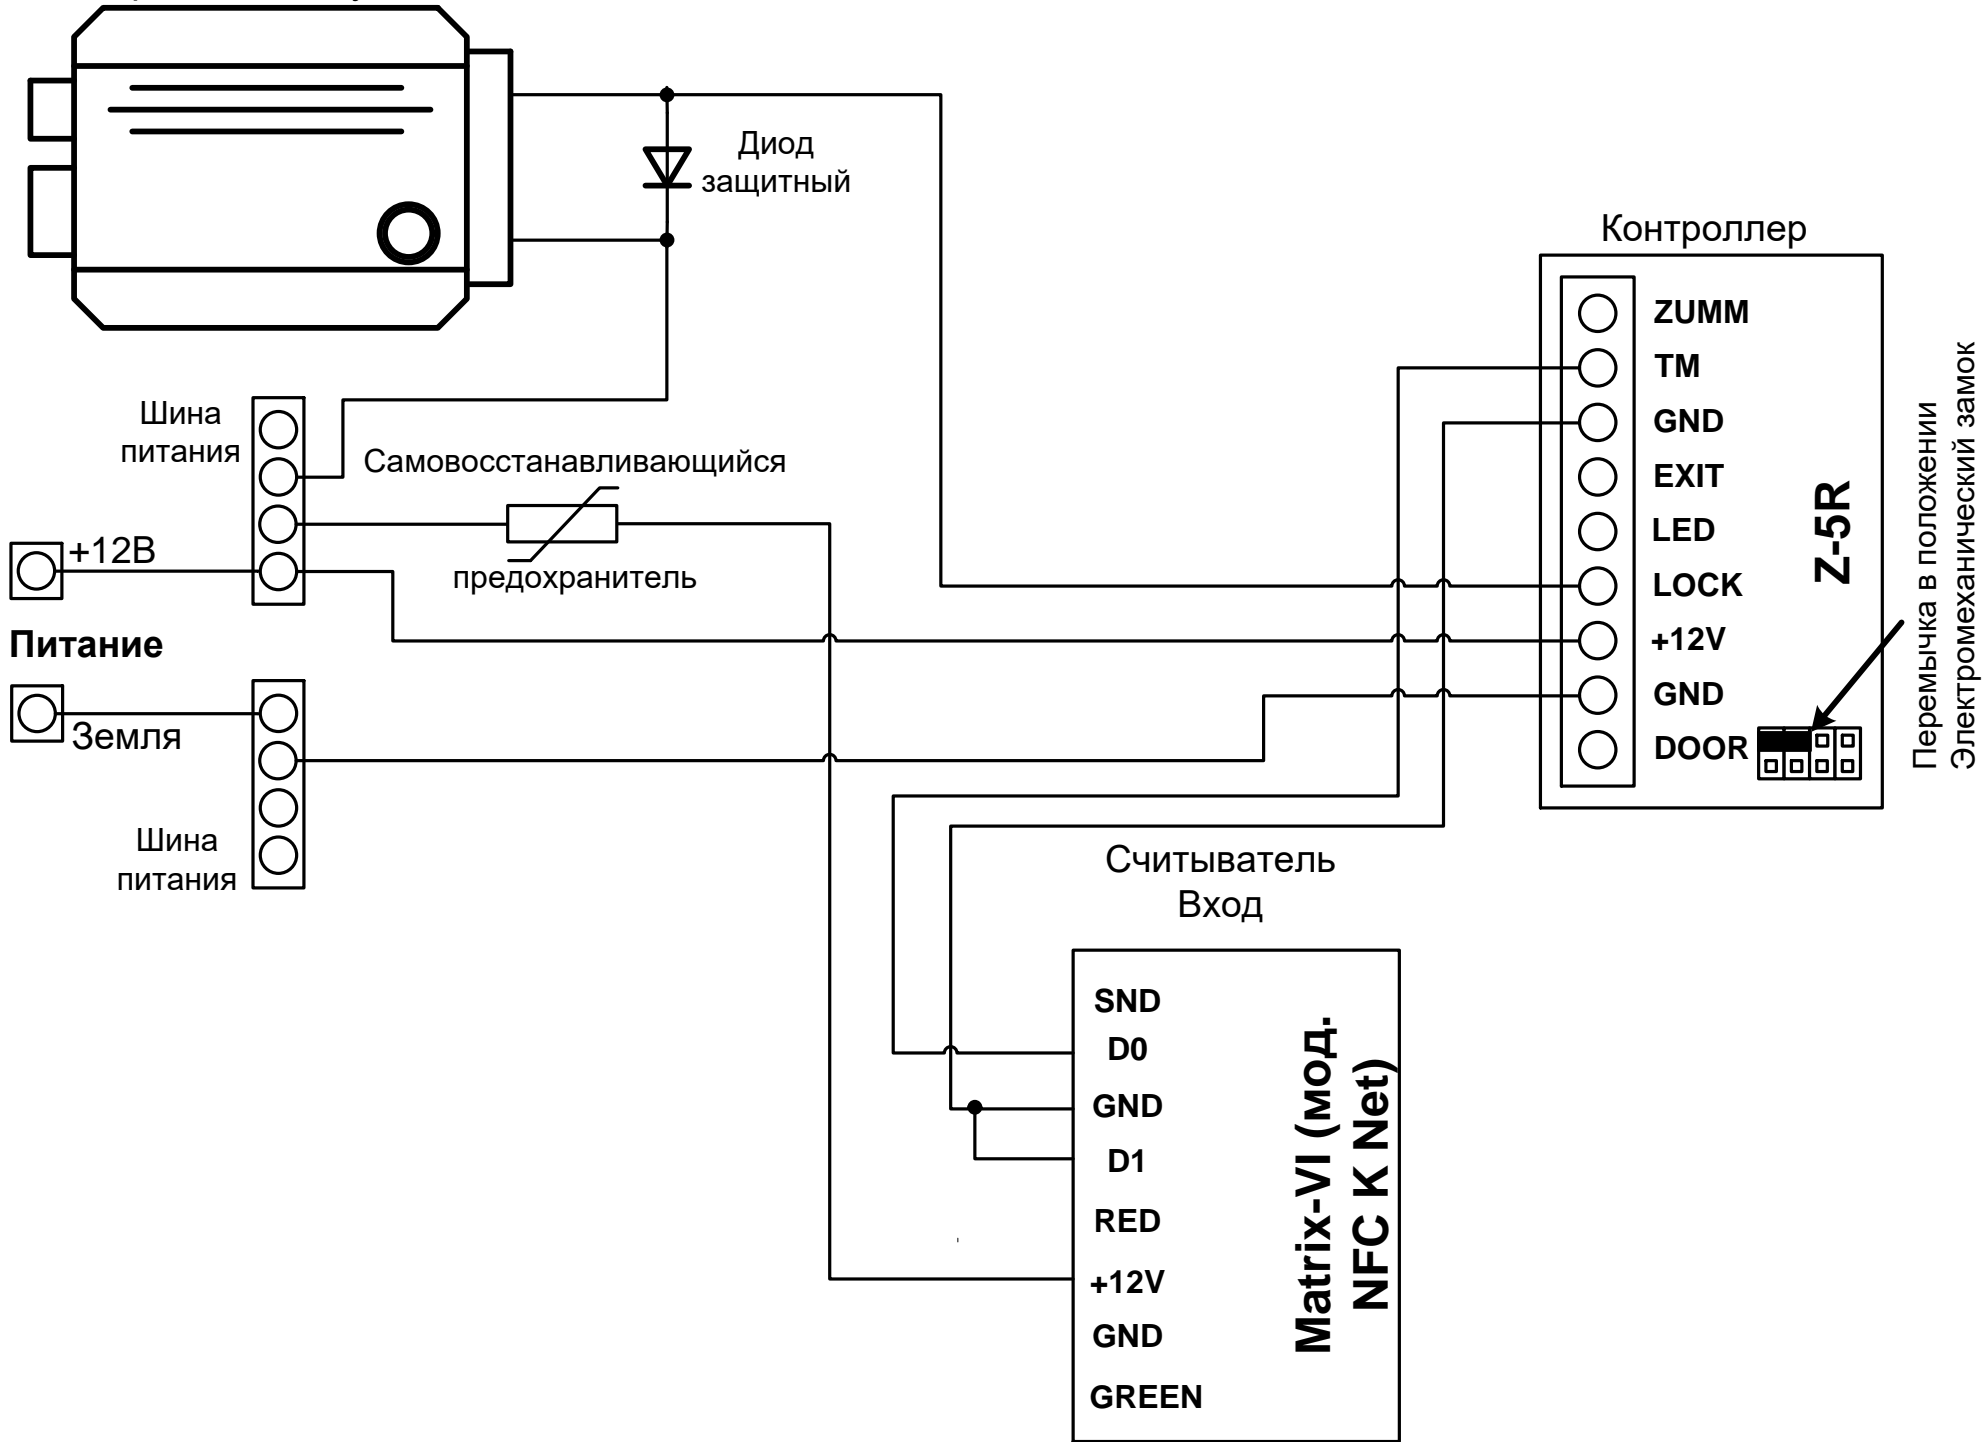 Диод
защитный
Контроллер
ZUMM
TM
GND
EXIT
LED
LOCK
+12V
GND
DOOR
Z-5R
Перемычка в положении
Электромеханический замок
Шина
питания
Самовосстанавливающийся
предохранитель
+12В
Питание
Земля
Шина
питания
Считыватель
Вход
SND
D0
GND
D1
RED
+12V
GND
GREEN
Matrix-VI (мод.
NFC K Net)